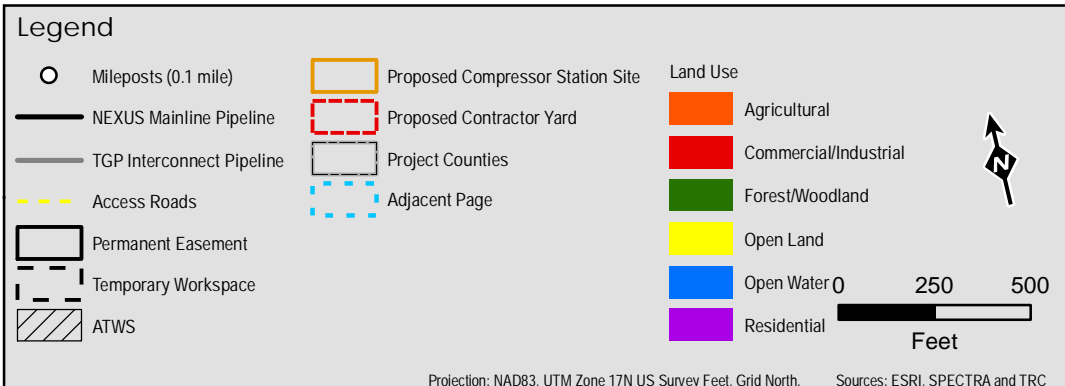 Legend
Mileposts (0.1 mile)
NEXUS Mainline Pipeline
TGP Interconnect Pipeline
Access Roads
Permanent Easement
Temporary Workspace
ATWS
Proposed Compressor Station Site
Proposed Contractor Yard
Project Counties
Adjacent Page
Land Use
Agricultural
Commercial/Industrial
Forest/Woodland
Open Land
Open Water
Residential
N
0 250 500
Feet
Projection: NAD83, UTM Zone 17N US Survey Feet, Grid North. Sources: ESRI, SPECTRA and TRC